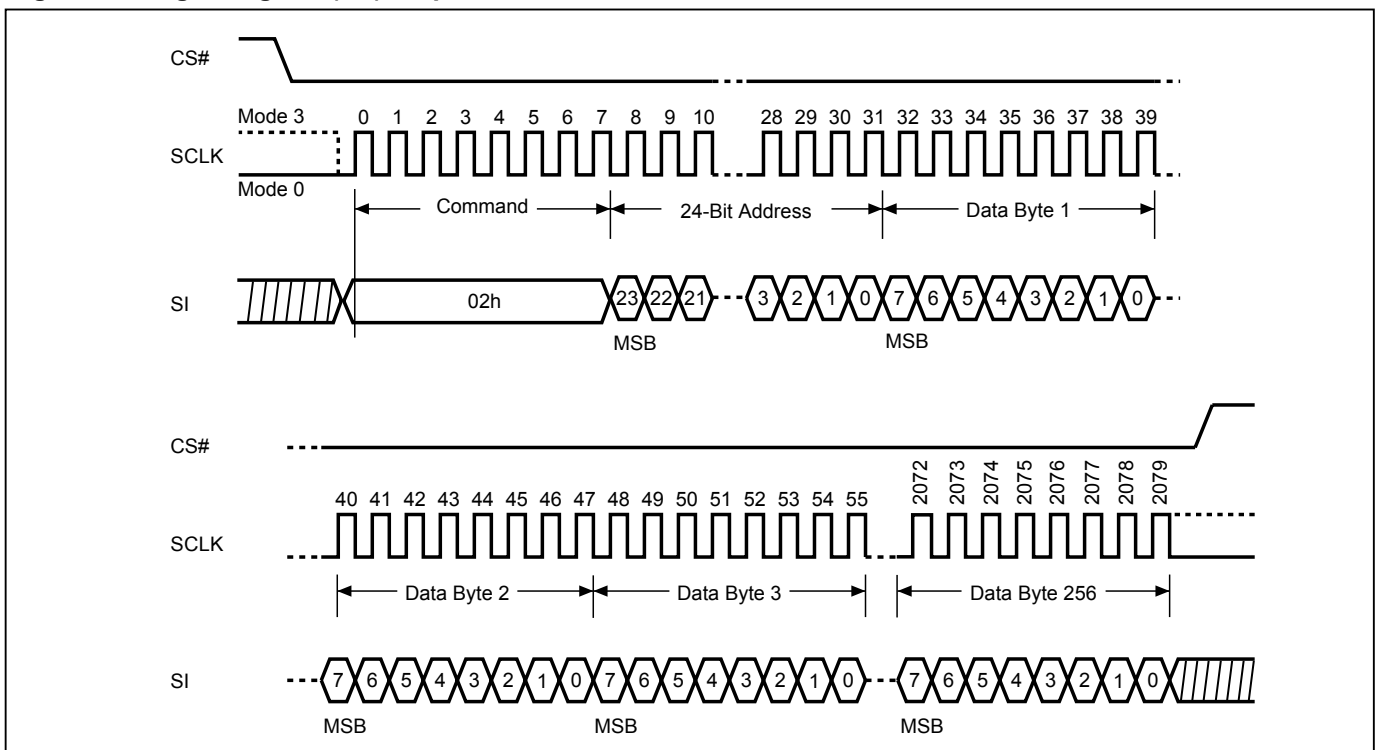 CS#
Mode 3
0 1 2 3 4 5 6 7 8 9 10 28 29 30 31 32 33 34 35 36 37 38 39
SCLK
Mode 0
Command 24-Bit Address Data Byte 1
SI 02h 23 22 21 3 2 1 0 7 6 5 4 3 2 1 0
MSB MSB
CS#
40 41 42 43 44 45 46 47 48 49 50 51 52 53 54 55 2072 2073 2074 2075 2076 2077 2078 2079
SCLK
Data Byte 2 Data Byte 3 Data Byte 256
SI 7 6 5 4 3 2 1 0 7 6 5 4 3 2 1 0 7 6 5 4 3 2 1 0
MSB MSB MSB